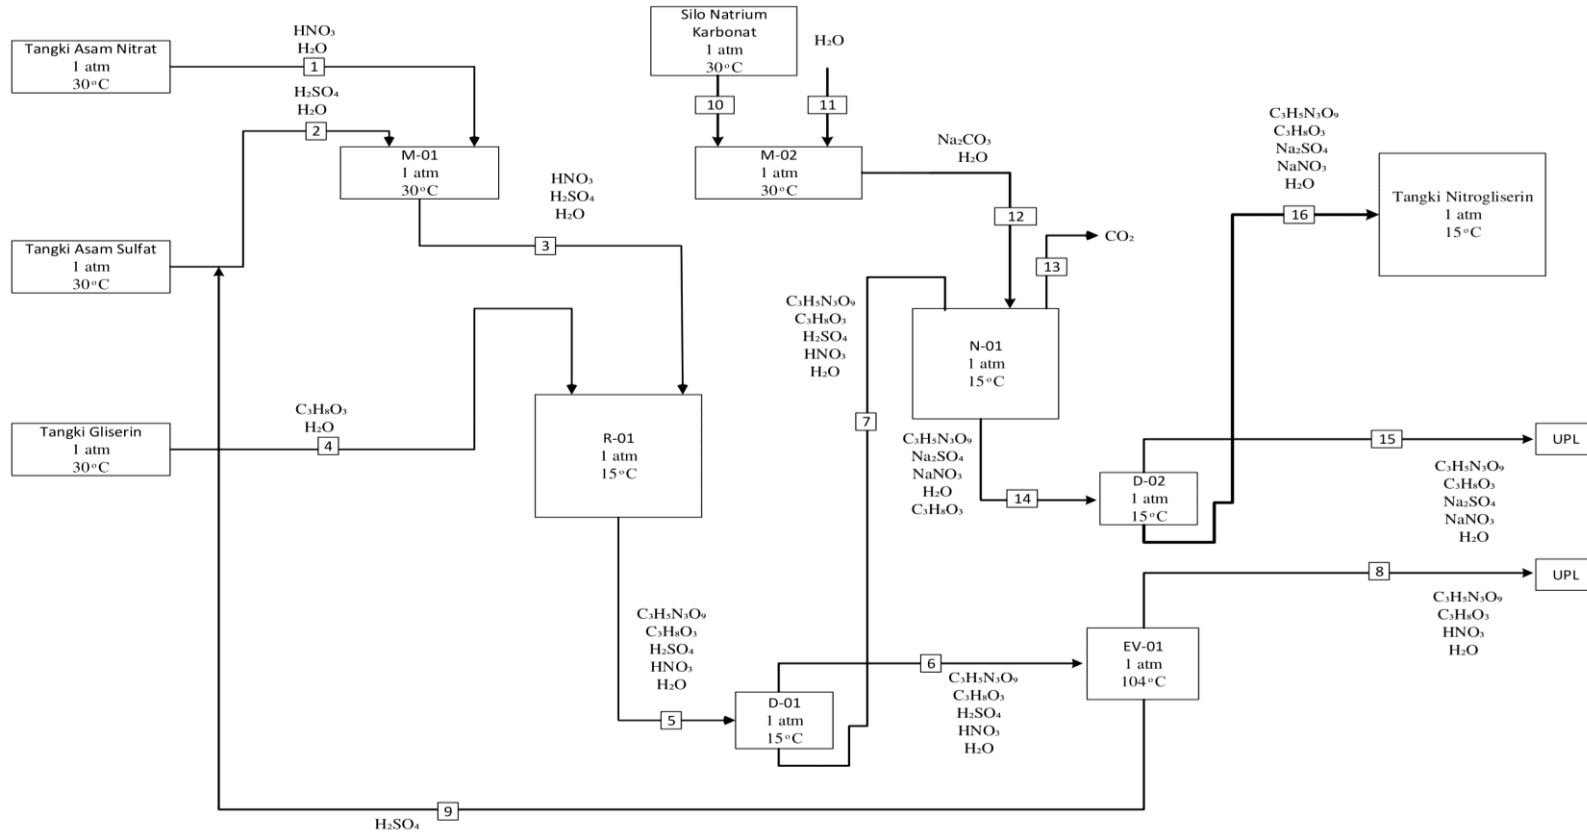 Tangki Asam Nitrat
1 atm
30°C
HNO₃
H₂O
1
H₂SO₄
H₂O
2
M-01
1 atm
30°C
Tangki Asam Sulfat
1 atm
30°C
HNO₃
H₂SO₄
H₂O
3
Tangki Gliserin
1 atm
30°C
C₃H₈O₃
H₂O
4
R-01
1 atm
15°C
C₃H₅N₃O₉
C₃H₈O₃
H₂SO₄
HNO₃
H₂O
5
D-01
1 atm
15°C
6
C₃H₅N₃O₉
C₃H₈O₃
H₂SO₄
HNO₃
H₂O
C₃H₅N₃O₉
C₃H₈O₃
H₂SO₄
HNO₃
H₂O
7
EV-01
1 atm
104°C
8
UPL
C₃H₅N₃O₉
C₃H₈O₃
HNO₃
H₂O
9
H₂SO₄
Silo Natrium
Karbonat
1 atm
30°C
10
H₂O
11
M-02
1 atm
30°C
Na₂CO₃
H₂O
12
13
CO₂
N-01
1 atm
15°C
C₃H₅N₃O₉
Na₂SO₄
NaNO₃
H₂O
C₃H₈O₃
14
D-02
1 atm
15°C
15
UPL
C₃H₅N₃O₉
C₃H₈O₃
Na₂SO₄
NaNO₃
H₂O
C₃H₅N₃O₉
C₃H₈O₃
Na₂SO₄
NaNO₃
H₂O
16
Tangki Nitrogliserin
1 atm
15°C